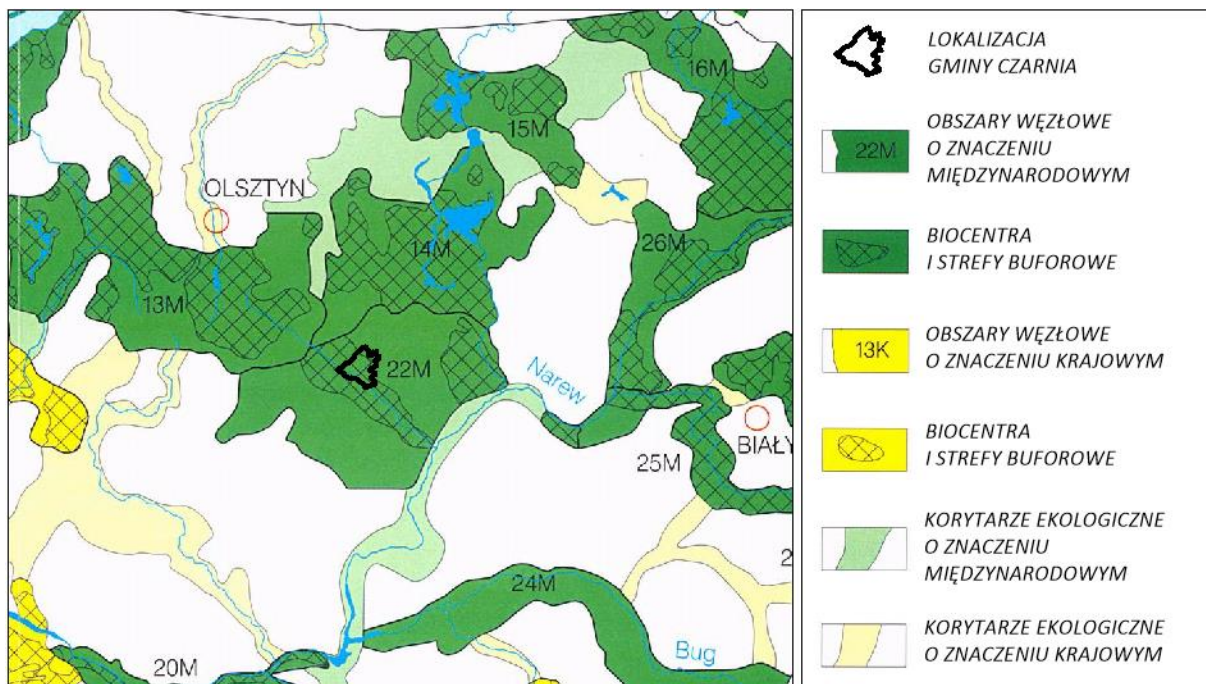 16M
15M
OLSZTYN
14M
26M
13M
22M
Narew
BIAŁY
25M
24M
2
20M
Bug
LOKALIZACJA
GMINY CZARNIA
22M
OBSZARY WĘZŁOWE
O ZNACZENIU
MIĘDZYNARODOWYM
BIOCENTRA
I STREFY BUFOROWE
13K
OBSZARY WĘZŁOWE
O ZNACZENIU KRAJOWYM
BIOCENTRA
I STREFY BUFOROWE
KORYTARZE EKOLOGICZNE
O ZNACZENIU
MIĘDZYNARODOWYM
KORYTARZE EKOLOGICZNE
O ZNACZENIU KRAJOWYM